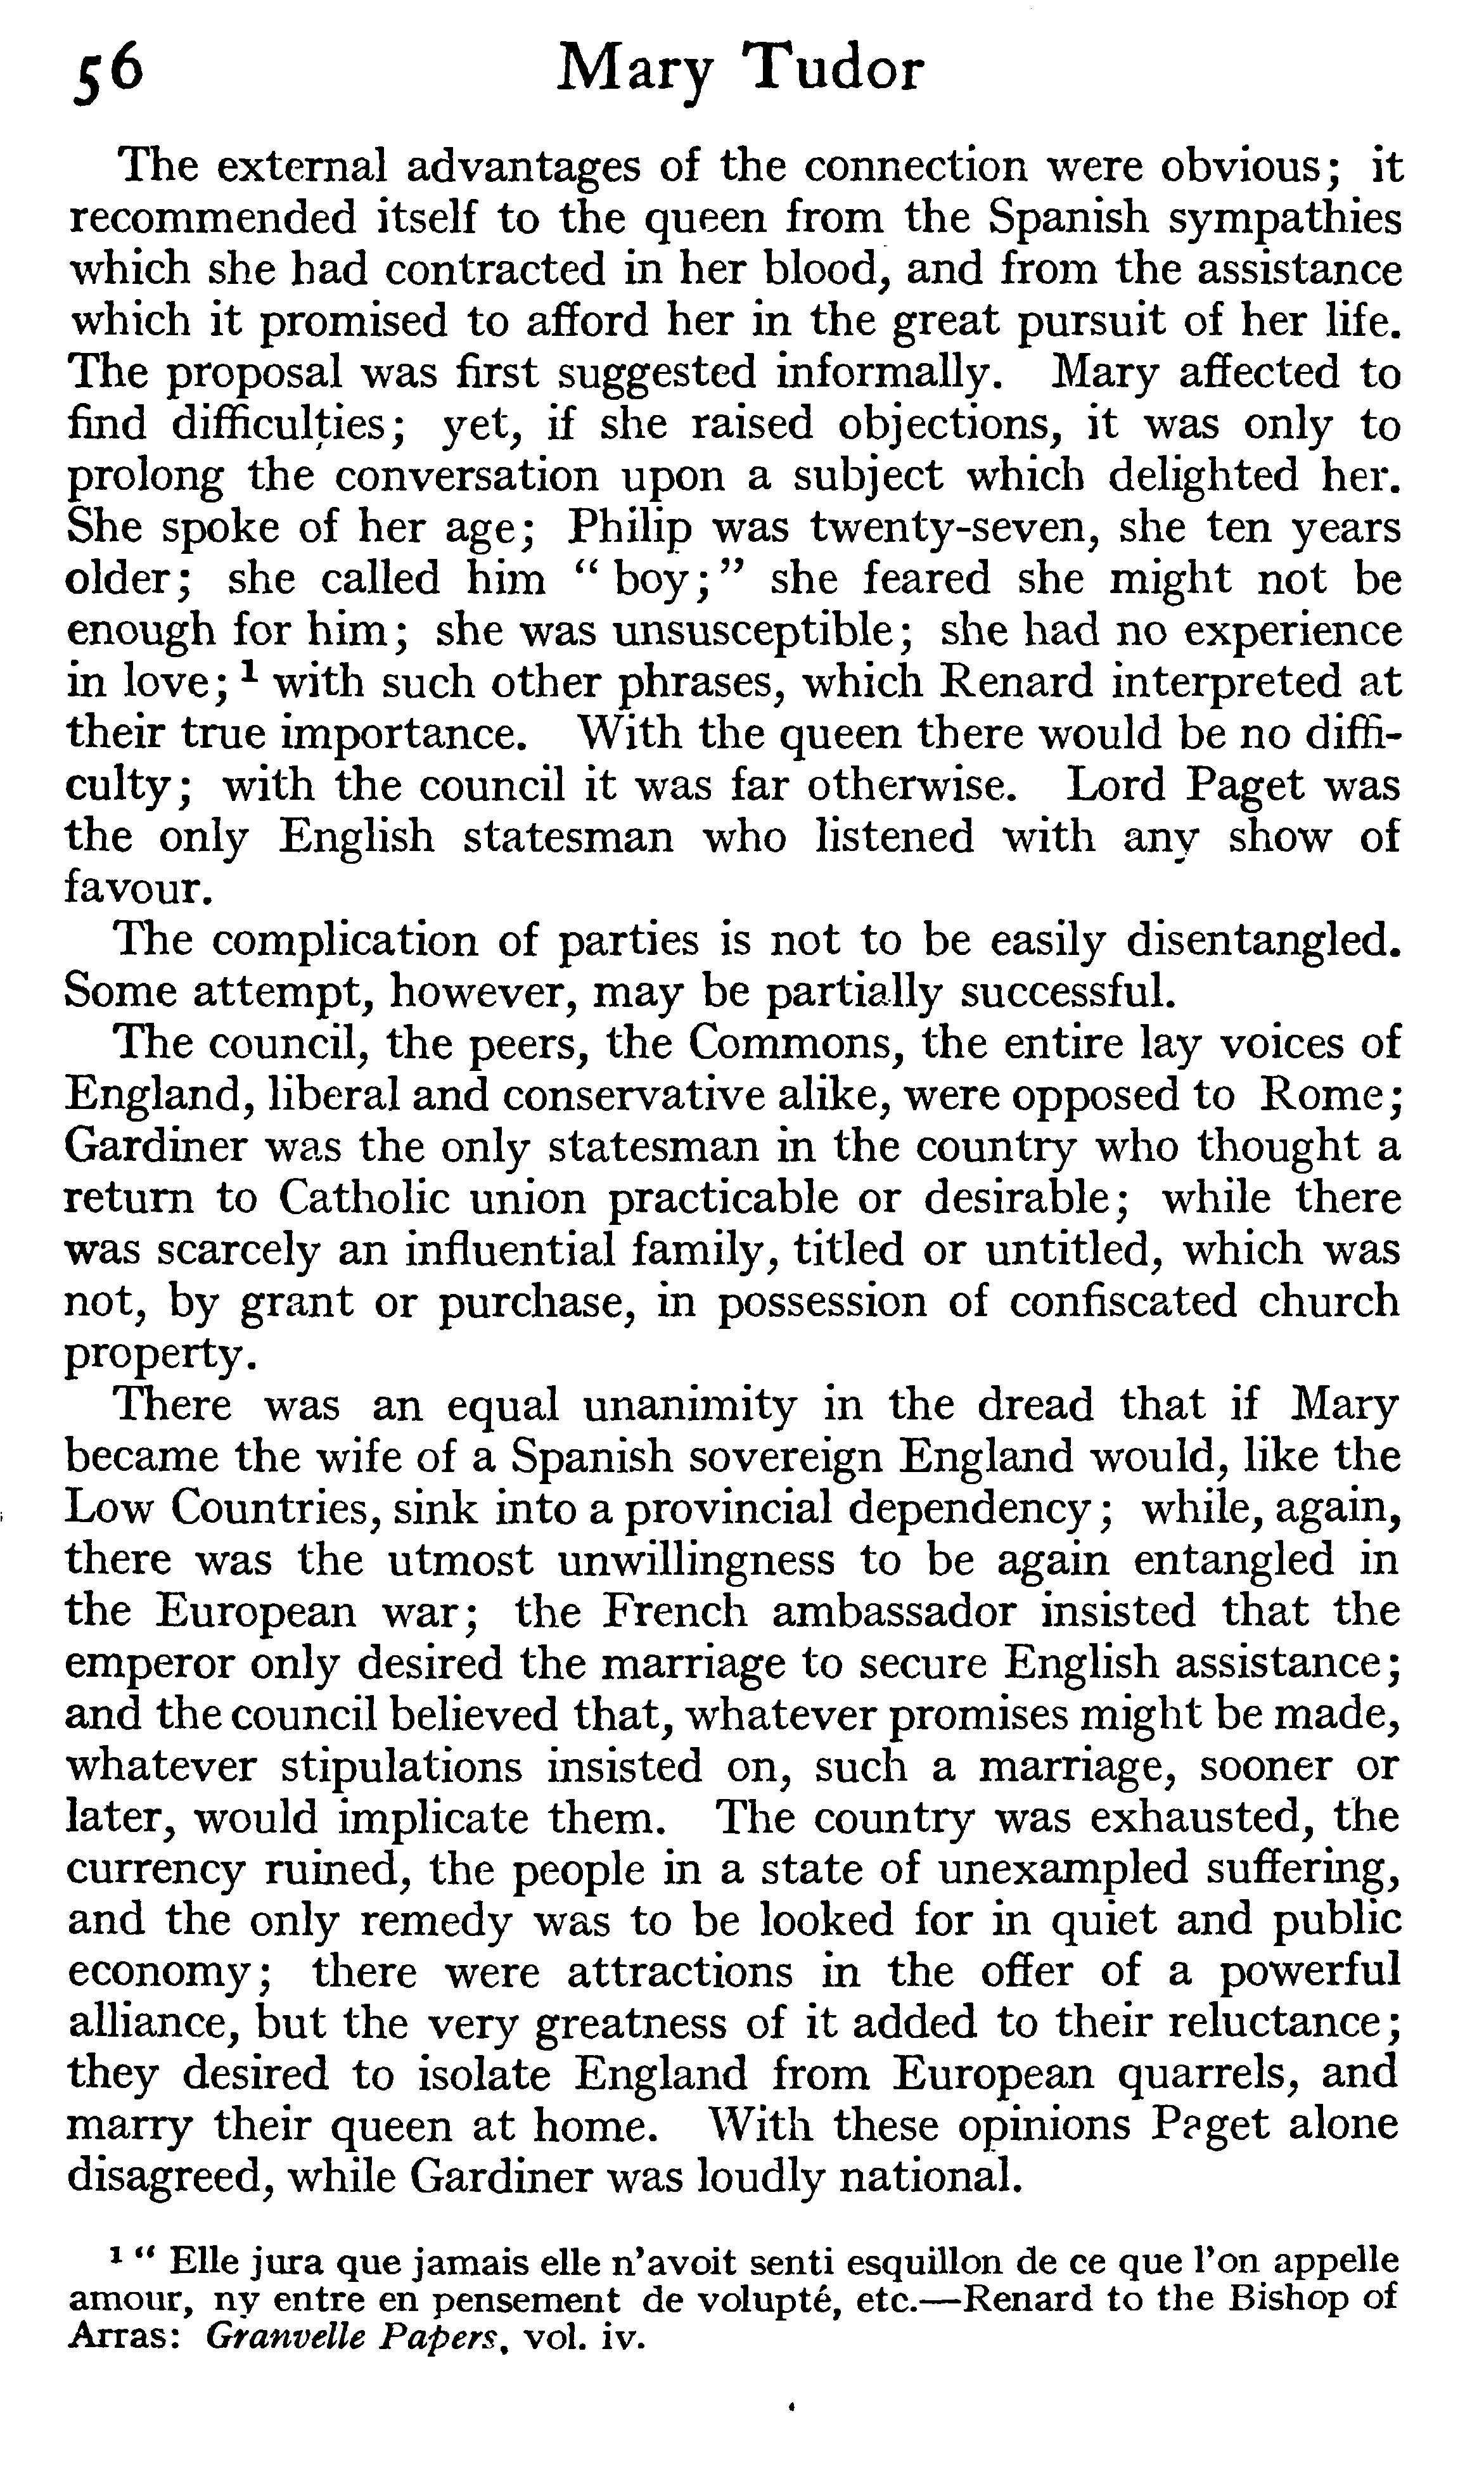 56 Mary Tudor
The external advantages of the connection were obvious; it
recommended itself to the queen from the Spanish sympathies
which she had contracted in her blood, and from the assistance
which it promised to afford her in the great pursuit of her life.
The proposal was first suggested informally. Mary affected to
find difficulties; yet, if she raised objections, it was only to
prolong the conversation upon a subject which delighted her.
She spoke of her age; Philip was twenty-seven, she ten years
older; she called him " boy;" she feared she might not be
enough for him; she was unsusceptible; she had no experience
in love;¹ with such other phrases, which Renard interpreted at
their true importance. With the queen there would be no diffi-
culty; with the council it was far otherwise. Lord Paget was
the only English statesman who listened with any show of
favour.
The complication of parties is not to be easily disentangled.
Some attempt, however, may be partially successful.
The council, the peers, the Commons, the entire lay voices of
England, liberal and conservative alike, were opposed to Rome;
Gardiner was the only statesman in the country who thought a
return to Catholic union practicable or desirable; while there
was scarcely an influential family, titled or untitled, which was
not, by grant or purchase, in possession of confiscated church
property.
There was an equal unanimity in the dread that if Mary
became the wife of a Spanish sovereign England would, like the
Low Countries, sink into a provincial dependency; while, again,
there was the utmost unwillingness to be again entangled in
the European war; the French ambassador insisted that the
emperor only desired the marriage to secure English assistance;
and the council believed that, whatever promises might be made,
whatever stipulations insisted on, such a marriage, sooner or
later, would implicate them. The country was exhausted, the
currency ruined, the people in a state of unexampled suffering,
and the only remedy was to be looked for in quiet and public
economy; there were attractions in the offer of a powerful
alliance, but the very greatness of it added to their reluctance;
they desired to isolate England from European quarrels, and
marry their queen at home. With these opinions Paget alone
disagreed, while Gardiner was loudly national.
¹ " Elle jura que jamais elle n'avoit senti esquillon de ce que l'on appelle
amour, ny entre en pensement de volupté, etc.—Renard to the Bishop of
Arras: Granvelle Papers, vol. iv.